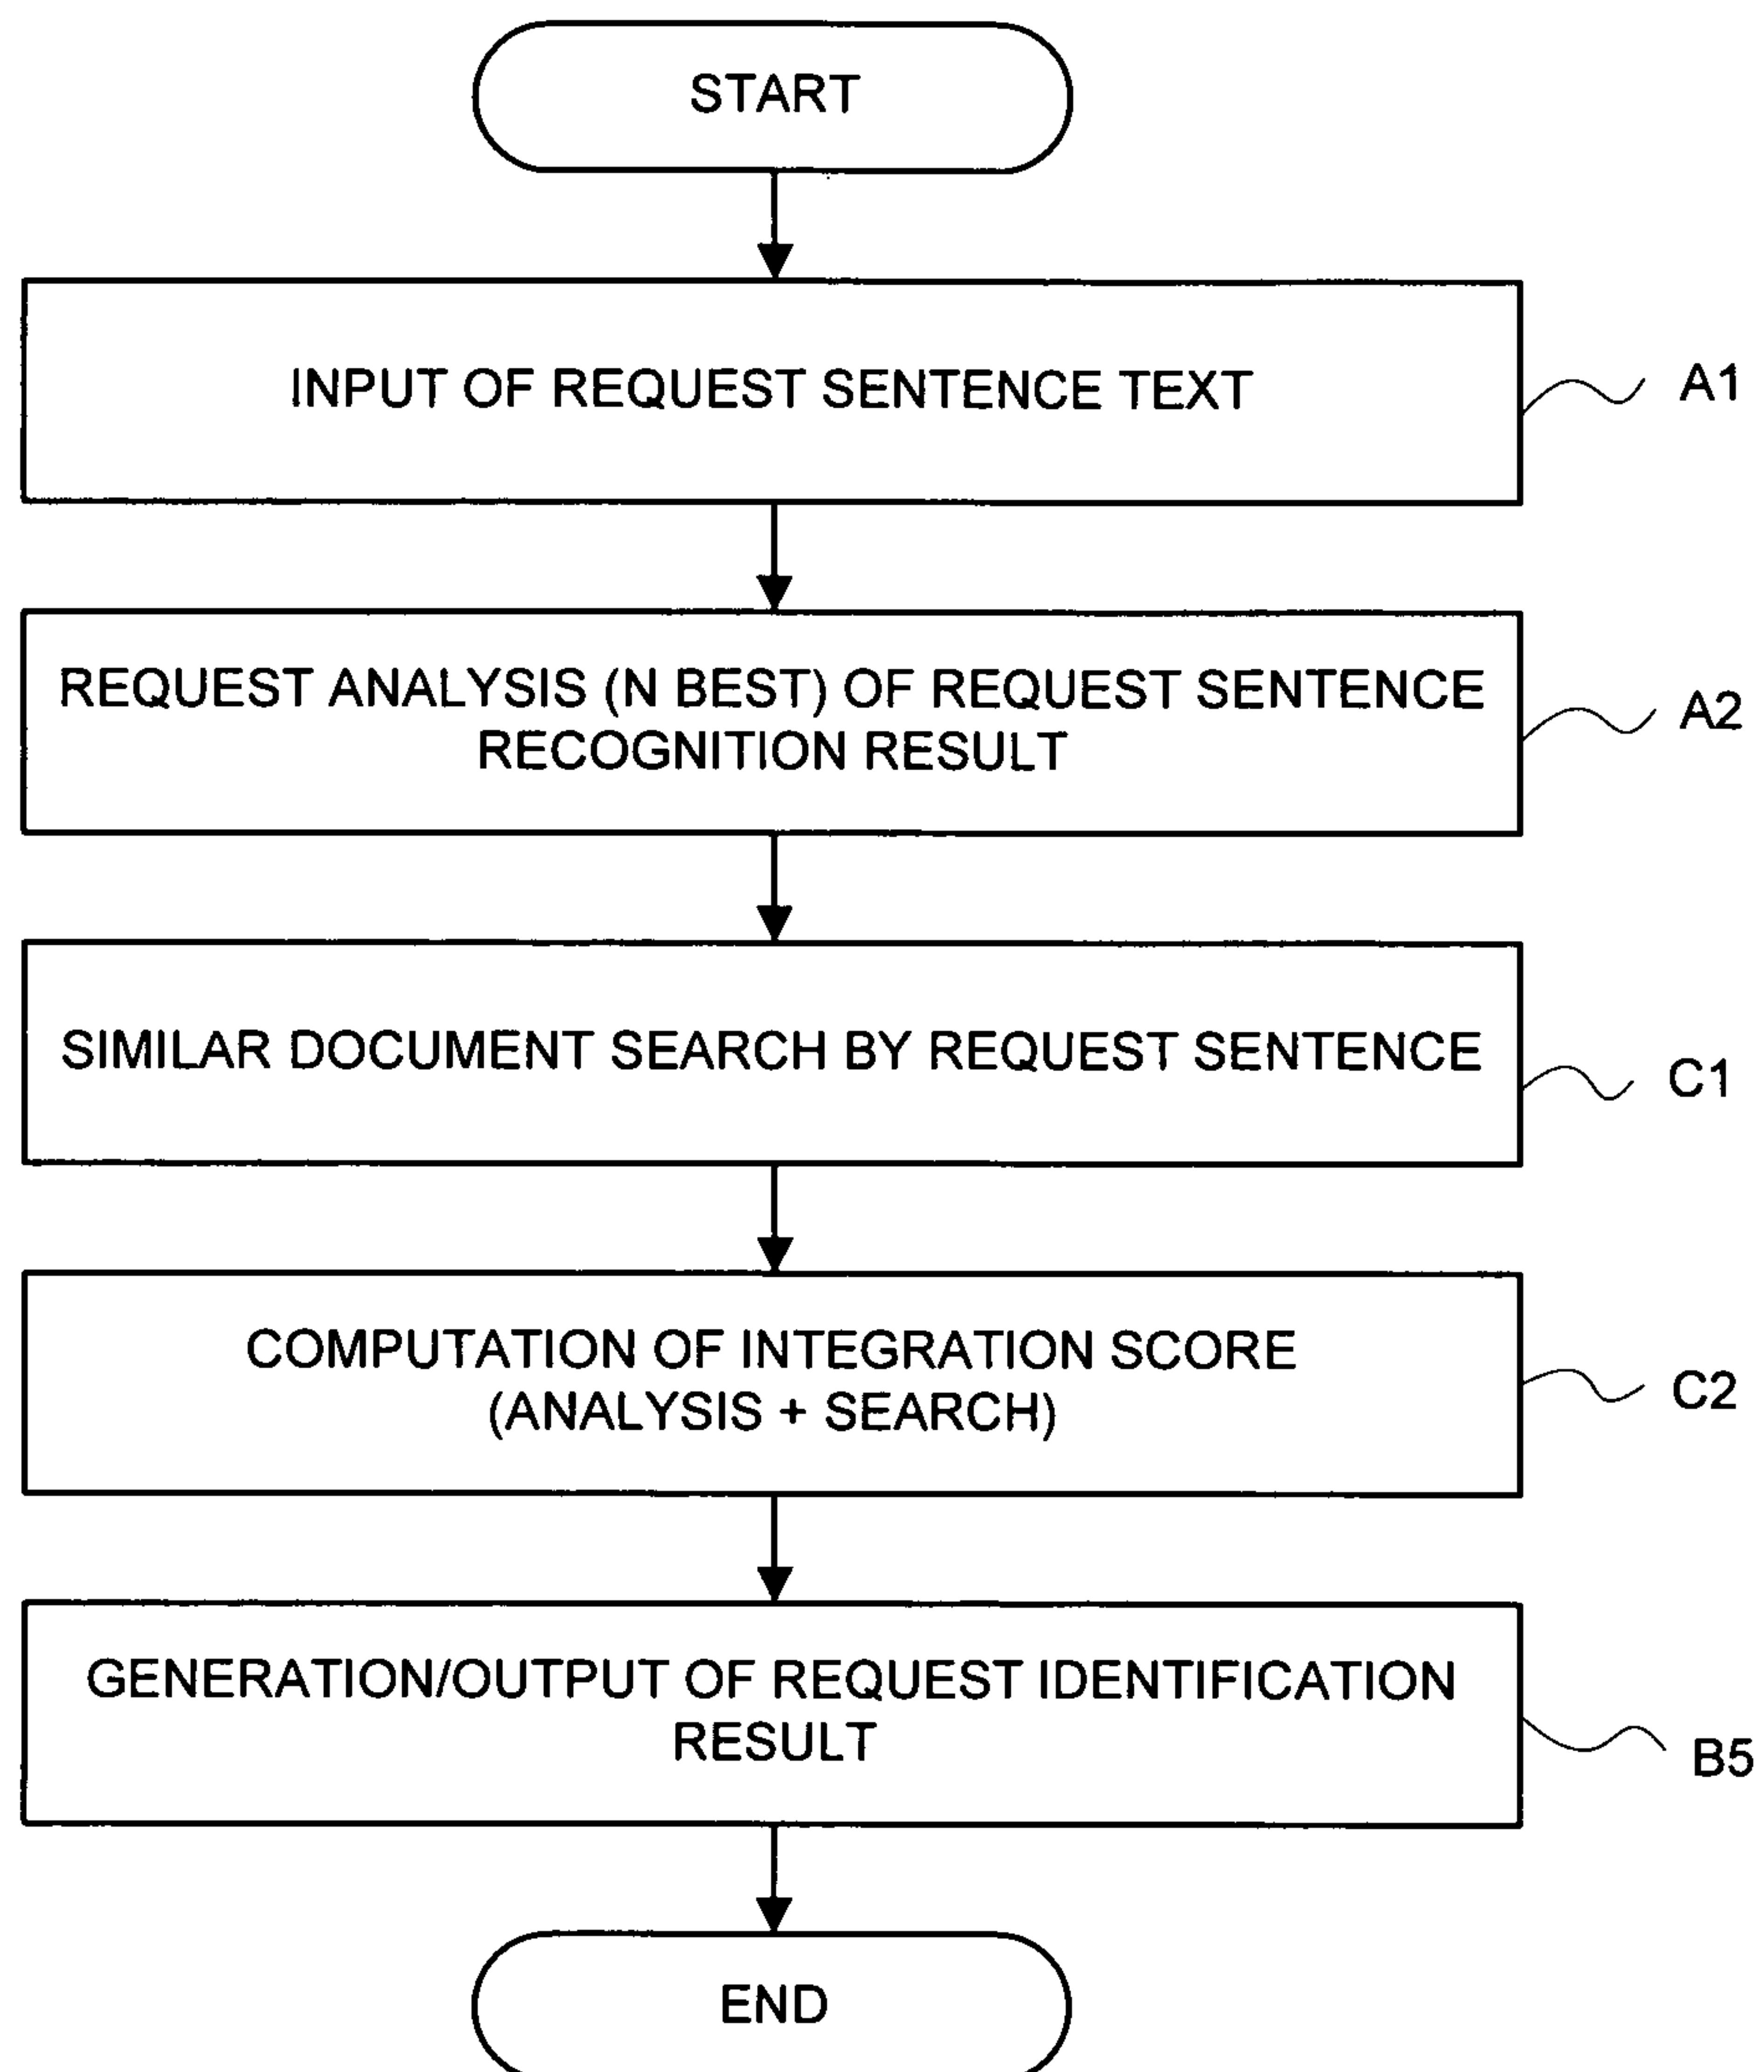 START
INPUT OF REQUEST SENTENCE TEXT
A1
REQUEST ANALYSIS (N BEST) OF REQUEST SENTENCE
RECOGNITION RESULT
A2
SIMILAR DOCUMENT SEARCH BY REQUEST SENTENCE
C1
COMPUTATION OF INTEGRATION SCORE
(ANALYSIS + SEARCH)
C2
GENERATION/OUTPUT OF REQUEST IDENTIFICATION
RESULT
B5
END